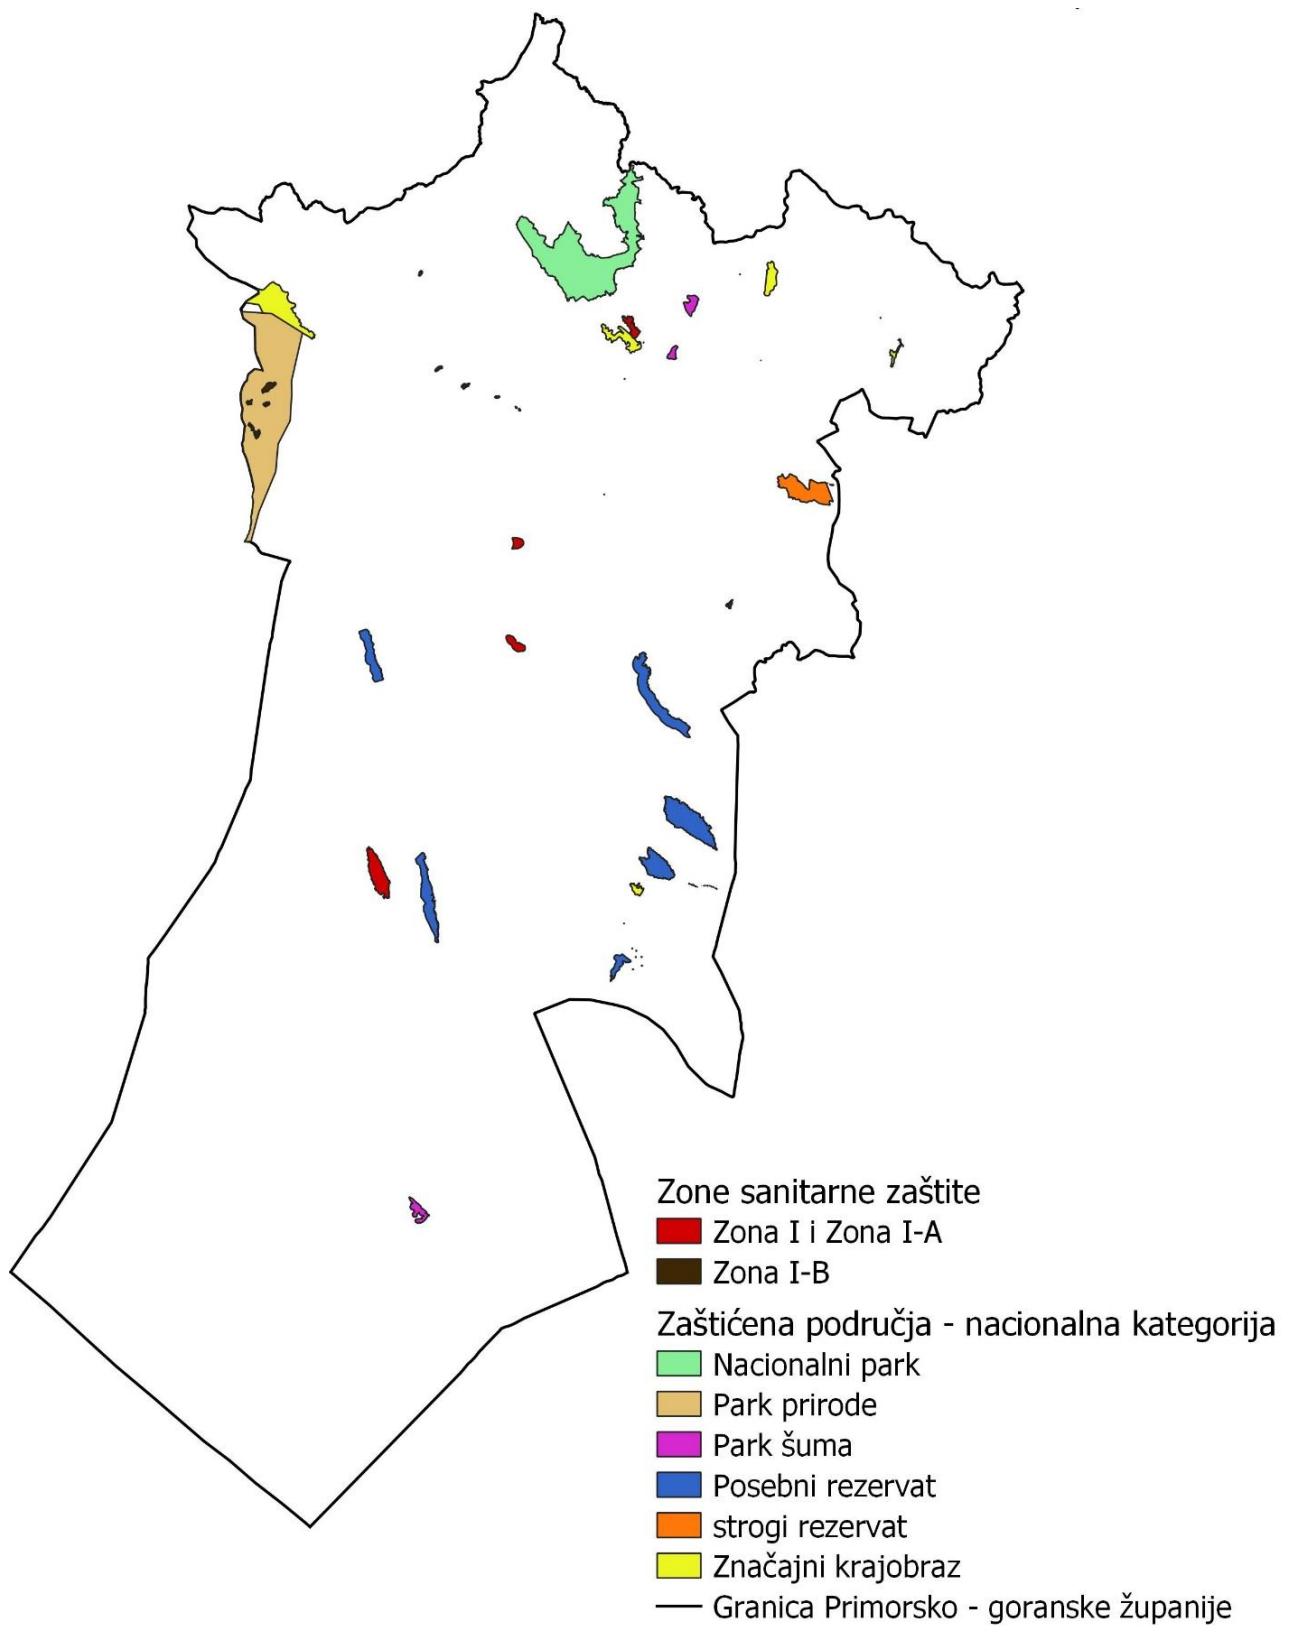 Zone sanitarne zaštite
Zona I i Zona I-A
Zona I-B
Zaštićena područja - nacionalna kategorija
Nacionalni park
Park prirode
Park šuma
Posebni rezervat
strogi rezervat
Značajni krajobraz
Granica Primorsko - goranske županije